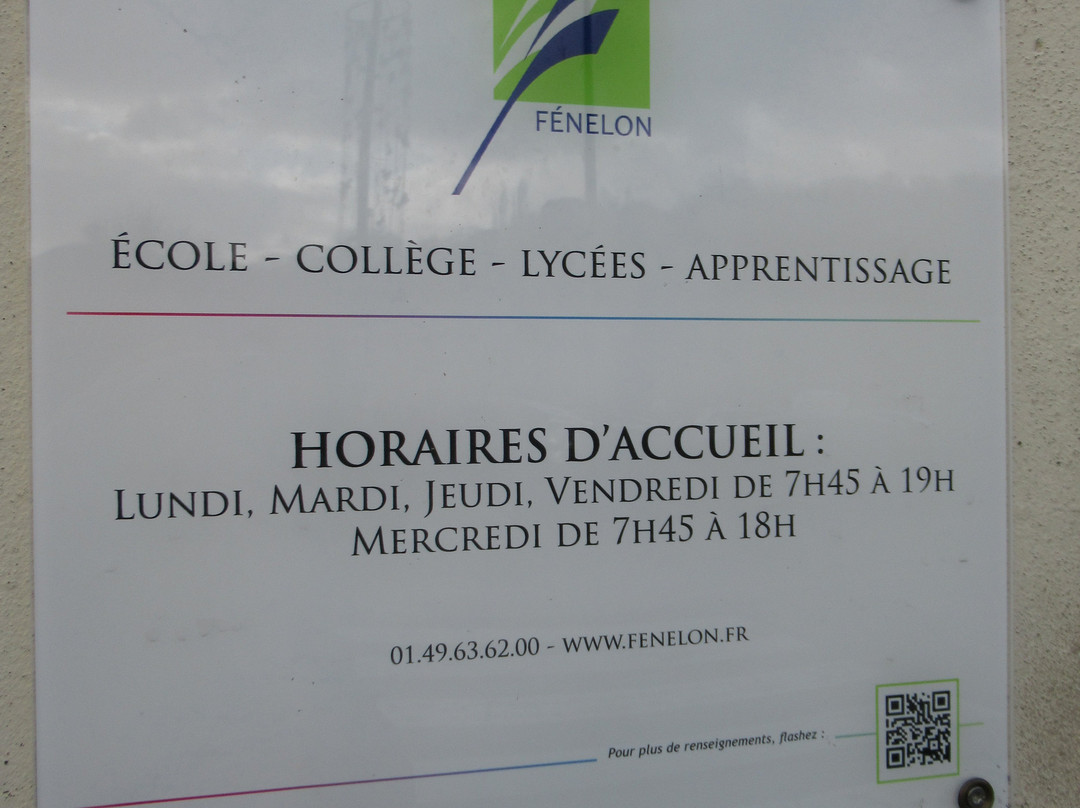 FÉNELON
ÉCOLE - COLLÈGE - LYCÉES - APPRENTISSAGE
HORAIRES D'ACCUEIL :
LUNDI, MARDI, JEUDI, VENDREDI DE 7H45 À 19H
MERCREDI DE 7H45 À 18H
01.49.63.62.00 - WWW.FENELON.FR
Pour plus de renseignements, flashez :